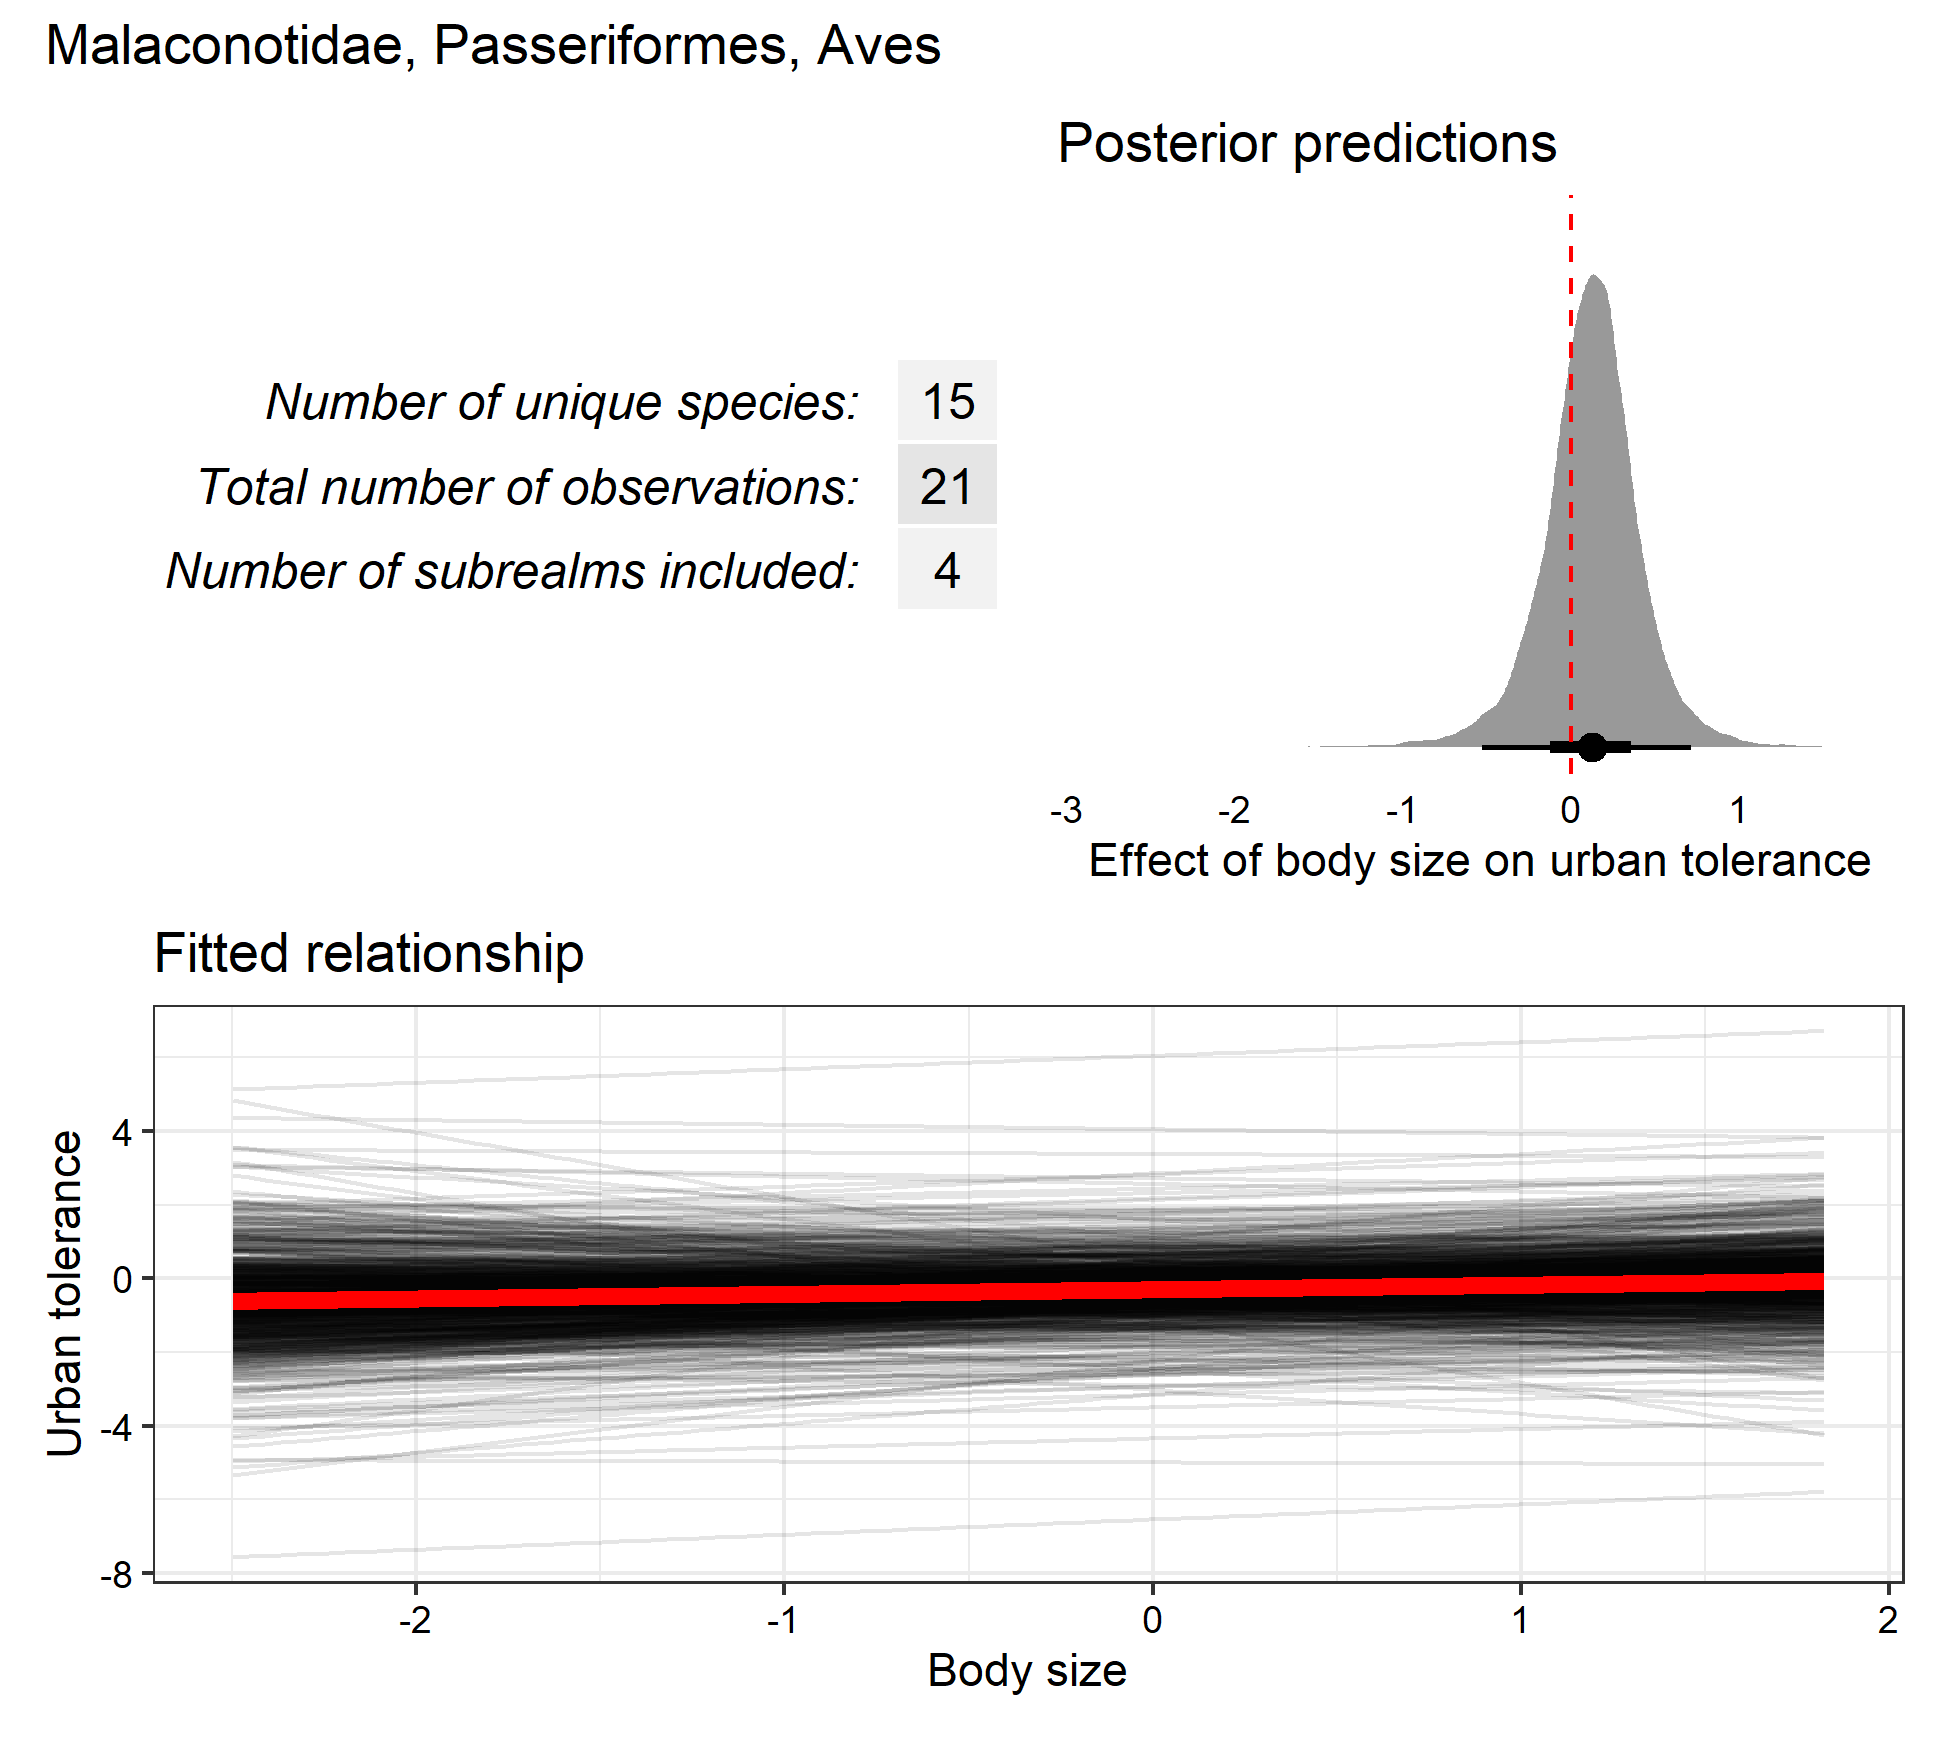 Malaconotidae, Passeriformes, Aves
Posterior predictions
Number of unique species: 15
Total number of observations: 21
Number of subrealms included: 4
-3 -2 -1 0 1
Effect of body size on urban tolerance
Fitted relationship
Urban tolerance
4
0
-4
-8
-2 -1 0 1 2
Body size